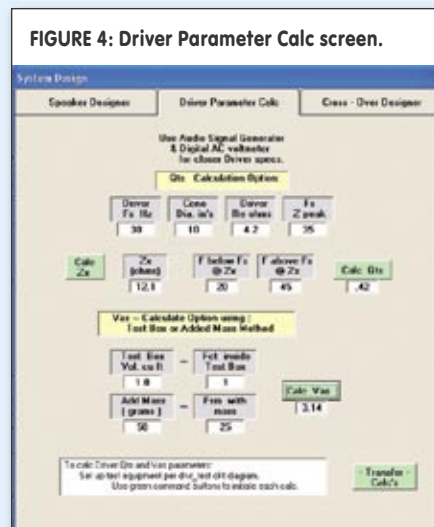 FIGURE 4: Driver Parameter Calc screen.
System Design
Speaker Designer Driver Parameter Calc Cross - Over Designer
Use Audio Signal Generator
& Digital AC voltmeter
for closer Driver specs.
Qts Calculation Option
Driver Cone Driver Fs
Fs Hz Dia. in's Re ohms Z peak
30 10 4.2 35
Calc Zx F below Fs F above Fs Calc Qts
Zx (ohms) @ Zx @ Zx
12.1 20 45 .42
Vas - Calculate Option using :
Test Box or Added Mass Method
Test Box Fct inside
Vol. cu ft Test Box
1.8 1
Calc Vas
Add Mass Fsm with
( grams ) mass
50 25 3.14
To calc Driver Qts and Vas parameters:
Set up test equipment per diagram.
Use green command buttons to initiate each calc.
- Transfer -
Calc's